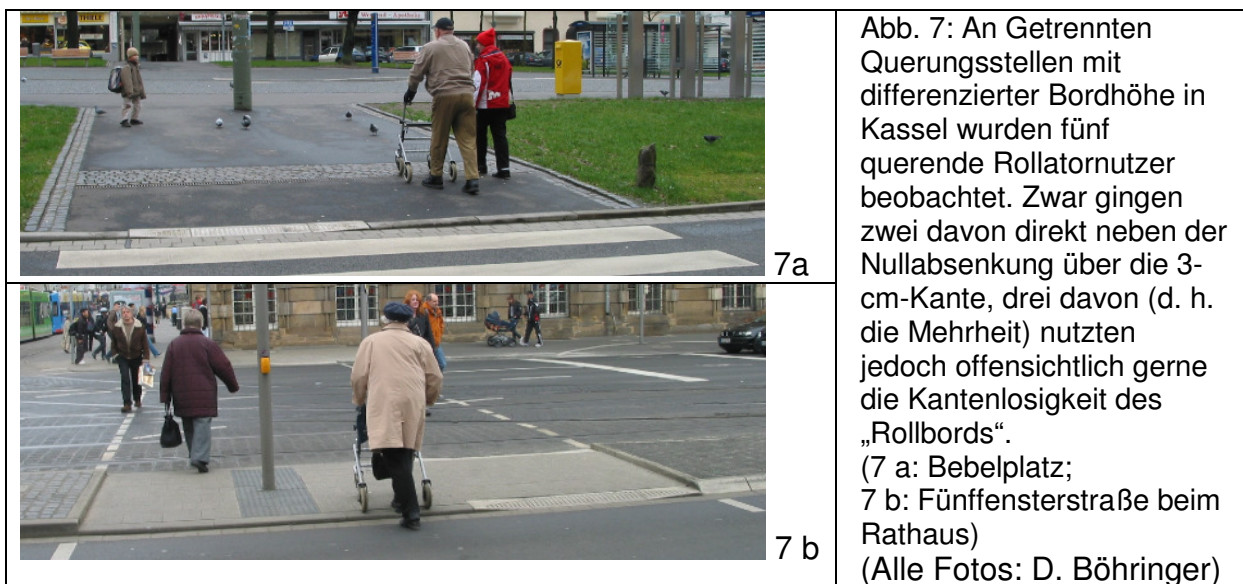 Apotheke
7a
7 b
Abb. 7: An Getrennten
Querungsstellen mit
differenzierter Bordhöhe in
Kassel wurden fünf
querende Rollatornutzer
beobachtet. Zwar gingen
zwei davon direkt neben der
Nullabsenkung über die 3-
cm-Kante, drei davon (d. h.
die Mehrheit) nutzten
jedoch offensichtlich gerne
die Kantenlosigkeit des
„Rollbords“.
(7 a: Bebelplatz;
7 b: Fünffensterstraße beim
Rathaus)
(Alle Fotos: D. Böhringer)